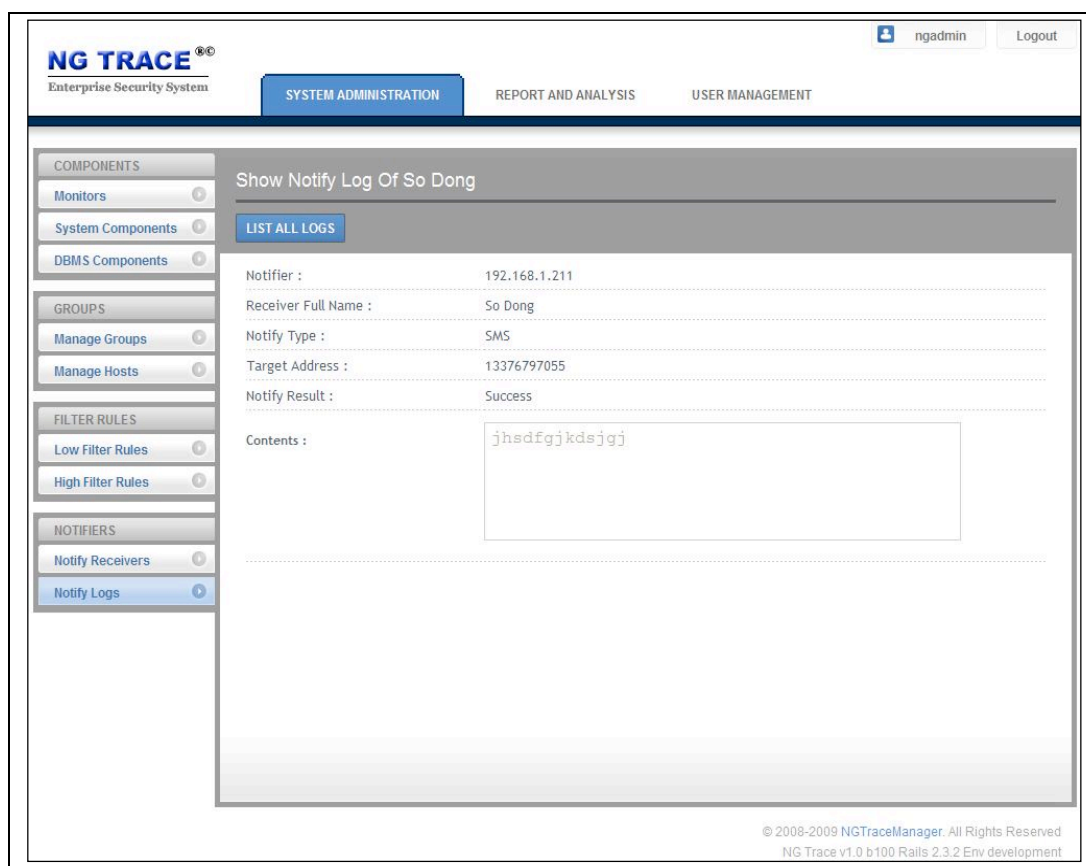 ngadmin Logout
NG TRACE ®©
Enterprise Security System
SYSTEM ADMINISTRATION REPORT AND ANALYSIS USER MANAGEMENT
COMPONENTS
Monitors
System Components
DBMS Components
GROUPS
Manage Groups
Manage Hosts
FILTER RULES
Low Filter Rules
High Filter Rules
NOTIFIERS
Notify Receivers
Notify Logs
Show Notify Log Of So Dong
LIST ALL LOGS
Notifier : 192.168.1.211
Receiver Full Name : So Dong
Notify Type : SMS
Target Address : 13376797055
Notify Result : Success
Contents : jhsdfgjkdsjgj
© 2008-2009 NGTraceManager. All Rights Reserved
NG Trace v1.0 b100 Rails 2.3.2 Env development